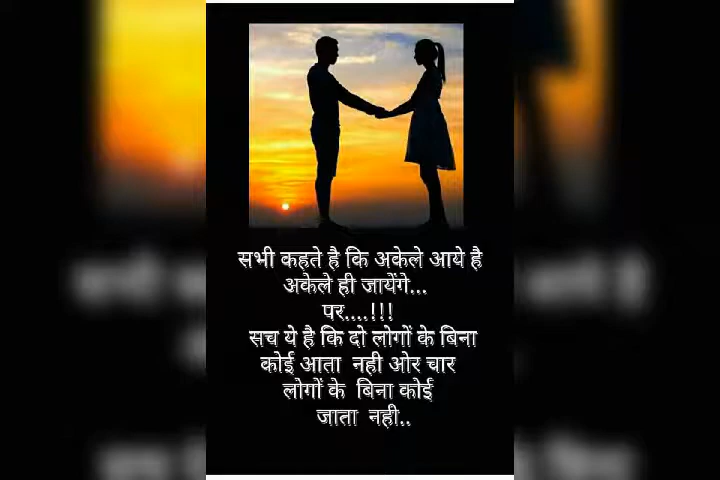 सभी कहते है कि अकेले आये है
अकेले ही जायेंगे...
पर....!!!
सच ये है कि दो लोगों के बिना
कोई आता नही ओर चार
लोगों के बिना कोई
जाता नही..